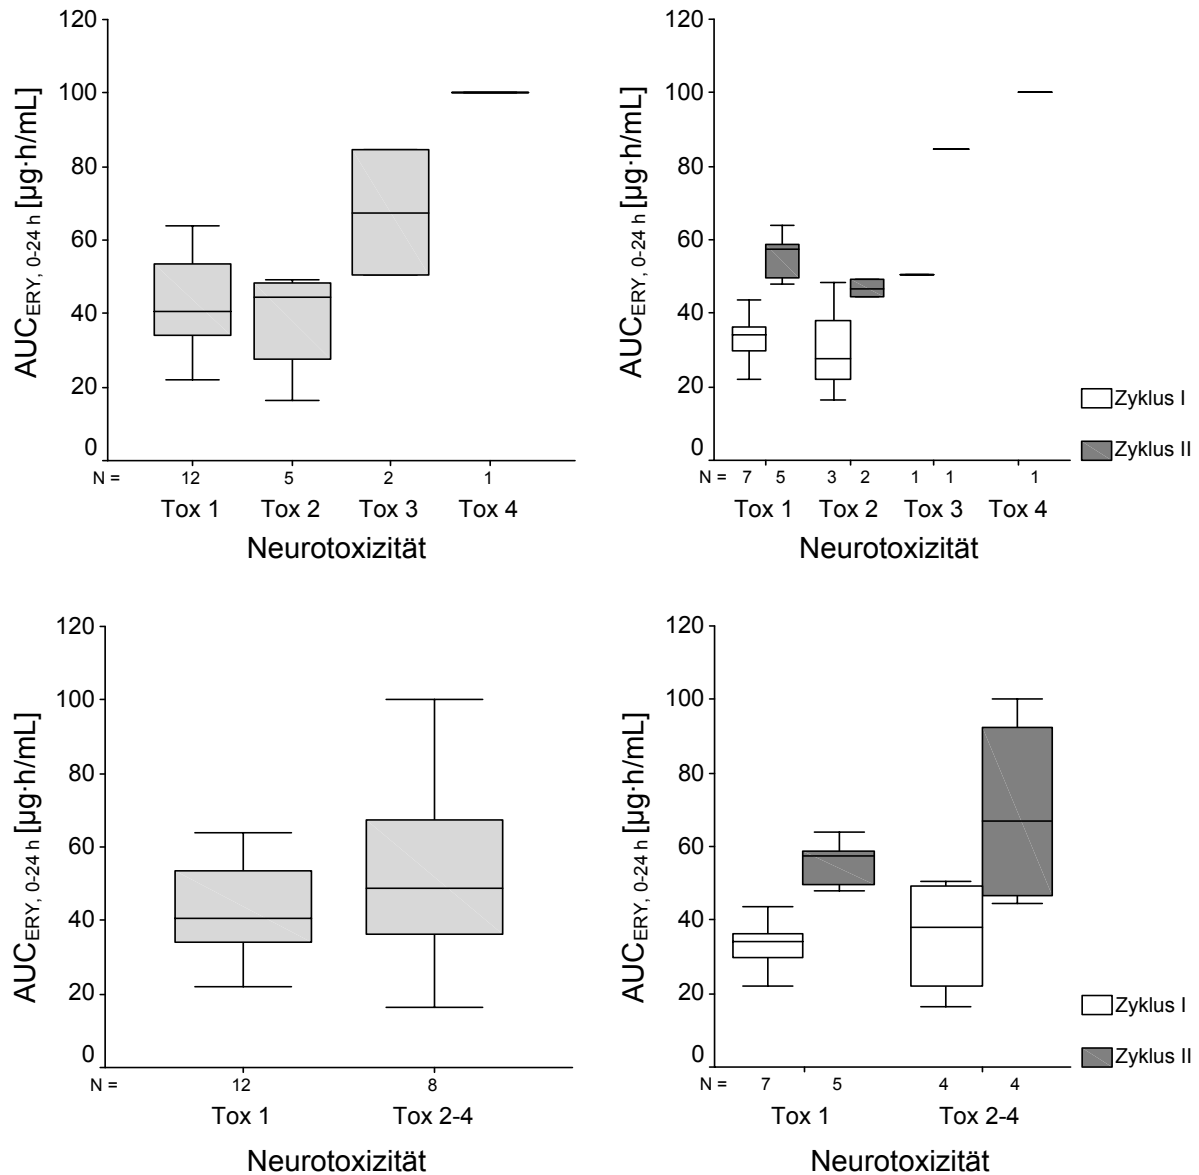 120
100
80
60
40
20
0
AUC_ERY, 0-24 h [µg·h/mL]
N = 12 5 2 1
Tox 1 Tox 2 Tox 3 Tox 4
Neurotoxizität
120
100
80
60
40
20
0
AUC_ERY, 0-24 h [µg·h/mL]
N = 7 5 3 2 1 1 1
Tox 1 Tox 2 Tox 3 Tox 4
Neurotoxizität
Zyklus I
Zyklus II
120
100
80
60
40
20
0
AUC_ERY, 0-24 h [µg·h/mL]
N = 12 8
Tox 1 Tox 2-4
Neurotoxizität
120
100
80
60
40
20
0
AUC_ERY, 0-24 h [µg·h/mL]
N = 7 5 4 4
Tox 1 Tox 2-4
Neurotoxizität
Zyklus I
Zyklus II